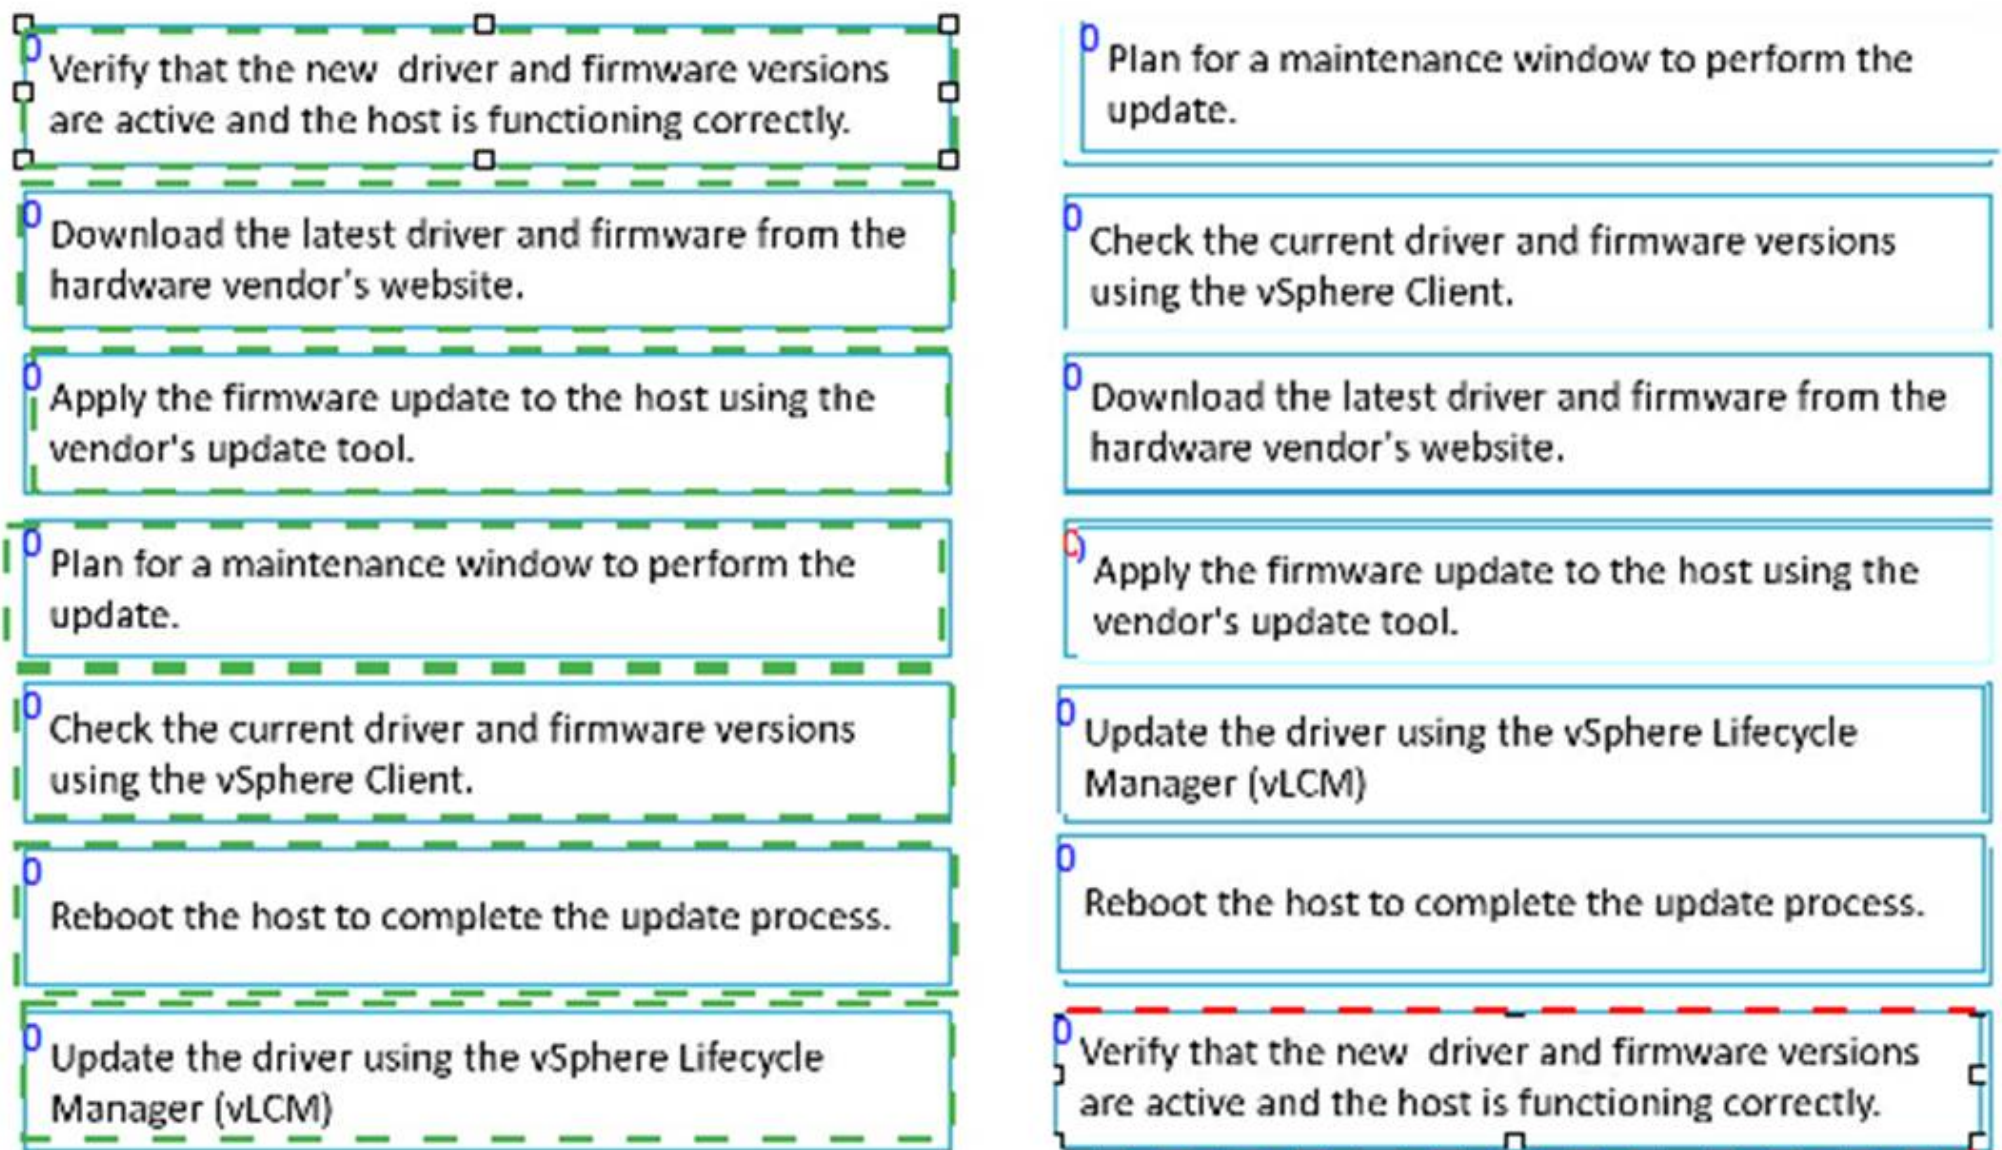 Verify that the new driver and firmware versions
are active and the host is functioning correctly.
Download the latest driver and firmware from the
hardware vendor's website.
Apply the firmware update to the host using the
vendor's update tool.
Plan for a maintenance window to perform the
update.
Check the current driver and firmware versions
using the vSphere Client.
Reboot the host to complete the update process.
Update the driver using the vSphere Lifecycle
Manager (vLCM)
Plan for a maintenance window to perform the
update.
Check the current driver and firmware versions
using the vSphere Client.
Download the latest driver and firmware from the
hardware vendor's website.
Apply the firmware update to the host using the
vendor's update tool.
Update the driver using the vSphere Lifecycle
Manager (vLCM)
Reboot the host to complete the update process.
Verify that the new driver and firmware versions
are active and the host is functioning correctly.